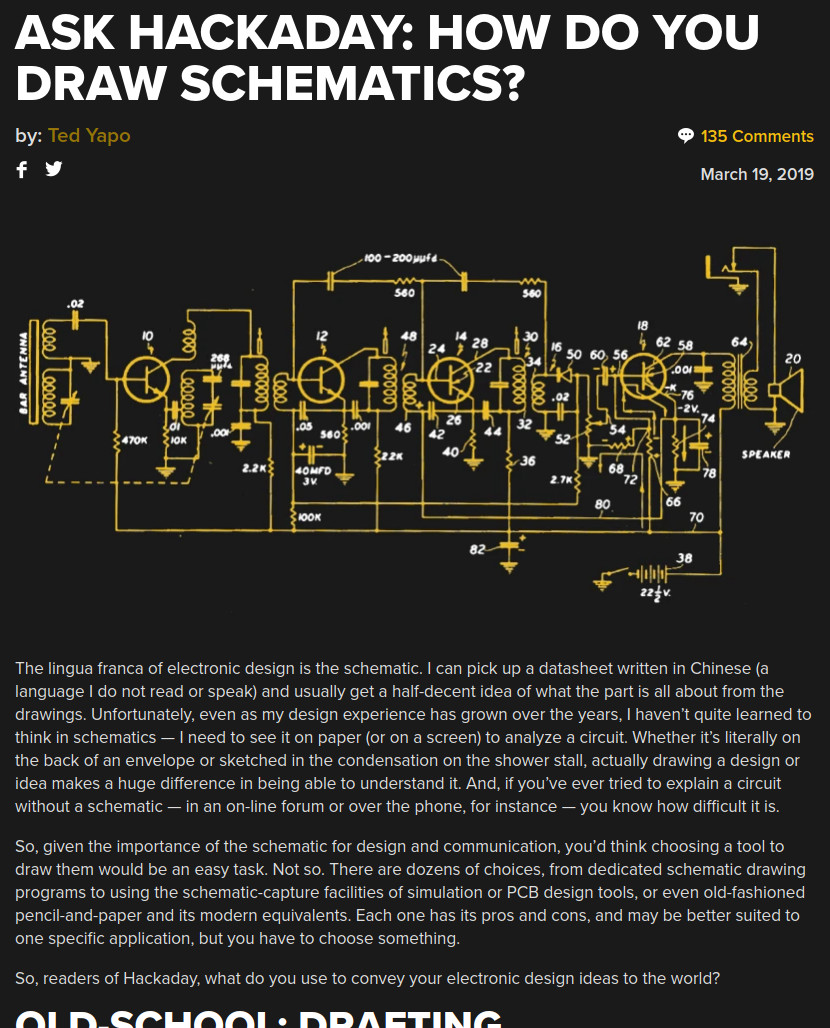 ASK HACKADAY: HOW DO YOU
DRAW SCHEMATICS?
by: Ted Yapo
135 Comments
March 19, 2019
100-200µµfd
560
560
.02
10
12
48
24
14
28
22
30
34
16
50
60
56
18
62
58
64
20
BAR ANTENNA
268
µµfd
.001
-K
76
-2V.
74
.02
470K
.01
10K
.001
.05
560
.001
46
42
26
44
32
52
54
SPEAKER
2.2K
40MFD
3V.
22K
40
36
2.7K
68
72
78
66
100K
80
70
82
38
22½V.
The lingua franca of electronic design is the schematic. I can pick up a datasheet written in Chinese (a
language I do not read or speak) and usually get a half-decent idea of what the part is all about from the
drawings. Unfortunately, even as my design experience has grown over the years, I haven’t quite learned to
think in schematics — I need to see it on paper (or on a screen) to analyze a circuit. Whether it’s literally on
the back of an envelope or sketched in the condensation on the shower stall, actually drawing a design or
idea makes a huge difference in being able to understand it. And, if you’ve ever tried to explain a circuit
without a schematic — in an on-line forum or over the phone, for instance — you know how difficult it is.
So, given the importance of the schematic for design and communication, you’d think choosing a tool to
draw them would be an easy task. Not so. There are dozens of choices, from dedicated schematic drawing
programs to using the schematic-capture facilities of simulation or PCB design tools, or even old-fashioned
pencil-and-paper and its modern equivalents. Each one has its pros and cons, and may be better suited to
one specific application, but you have to choose something.
So, readers of Hackaday, what do you use to convey your electronic design ideas to the world?
OLD-SCHOOL: DRAFTING